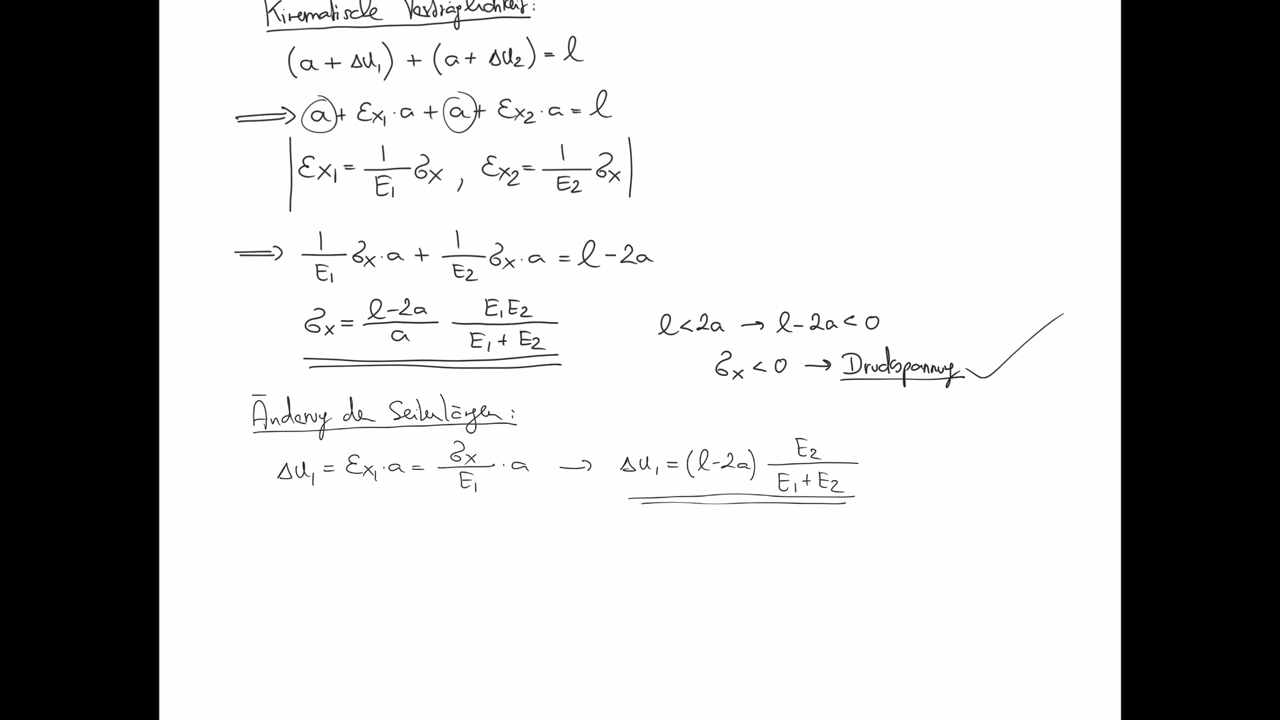 Kinematische Verträglichkeit:
(a + Δu₁) + (a + Δu₂) = l
⟹ a + εx₁·a + a + εx₂·a = l
| εx₁ = 1/E₁ σx , εx₂ = 1/E₂ σx |
⟹ 1/E₁ σx·a + 1/E₂ σx·a = l - 2a
σx = (l-2a)/a E₁E₂/(E₁ + E₂)
l < 2a → l - 2a < 0
σx < 0 → Druckspannung ✓
Änderung der Seitenlängen:
Δu₁ = εx₁·a = σx/E₁ · a → Δu₁ = (l-2a) E₂/(E₁ + E₂)